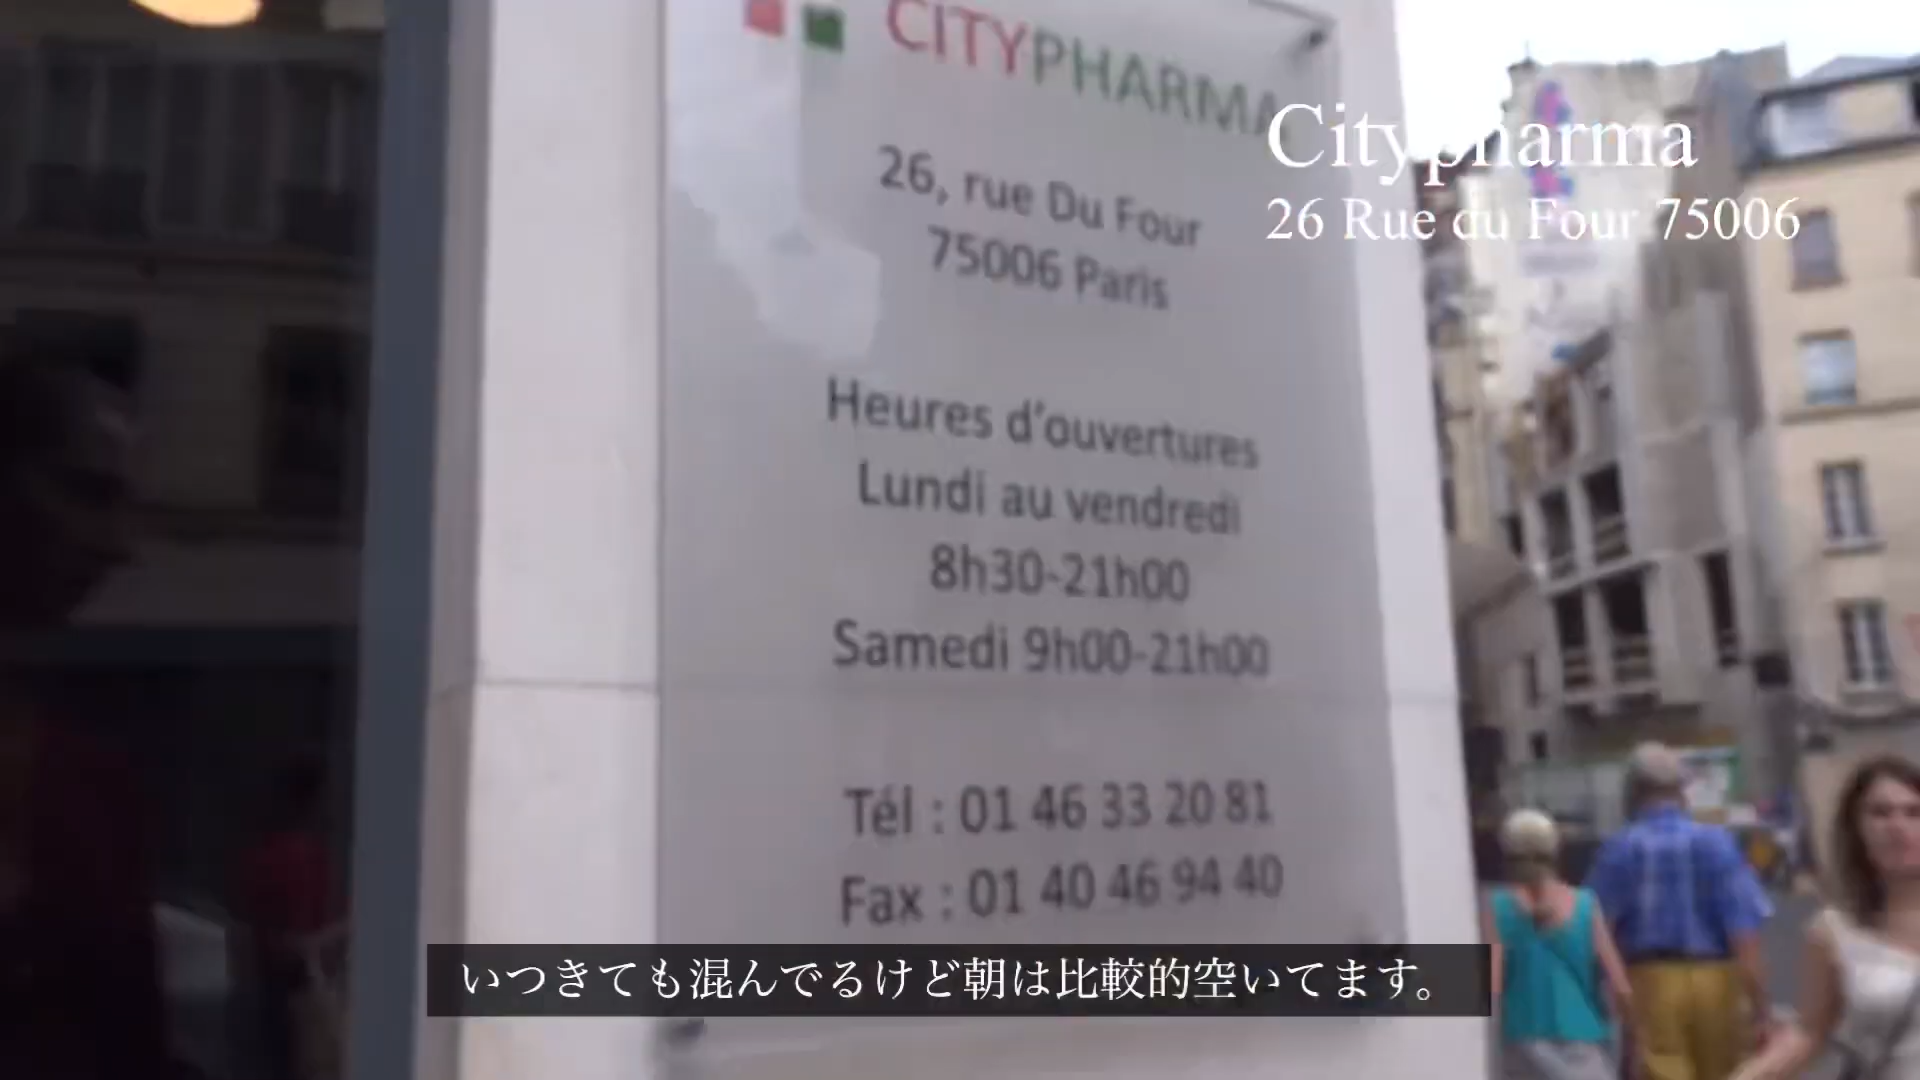 CITYPHARMA
26, rue Du Four
75006 Paris
Heures d'ouvertures
Lundi au vendredi
8h30-21h00
Samedi 9h00-21h00
Tél : 01 46 33 20 81
Fax : 01 40 46 94 40
Citypharma
26 Rue du Four 75006
いつきても混んでるけど朝は比較的空いてます。